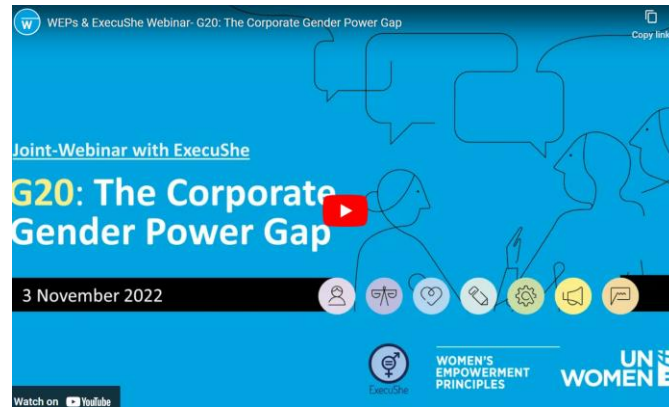 WEPs & ExecuShe Webinar- G20: The Corporate Gender Power Gap
Copy link
Joint-Webinar with ExecuShe
G20: The Corporate
Gender Power Gap
3 November 2022
ExecuShe
WOMEN'S
EMPOWERMENT
PRINCIPLES
UN
WOMEN
Watch on YouTube